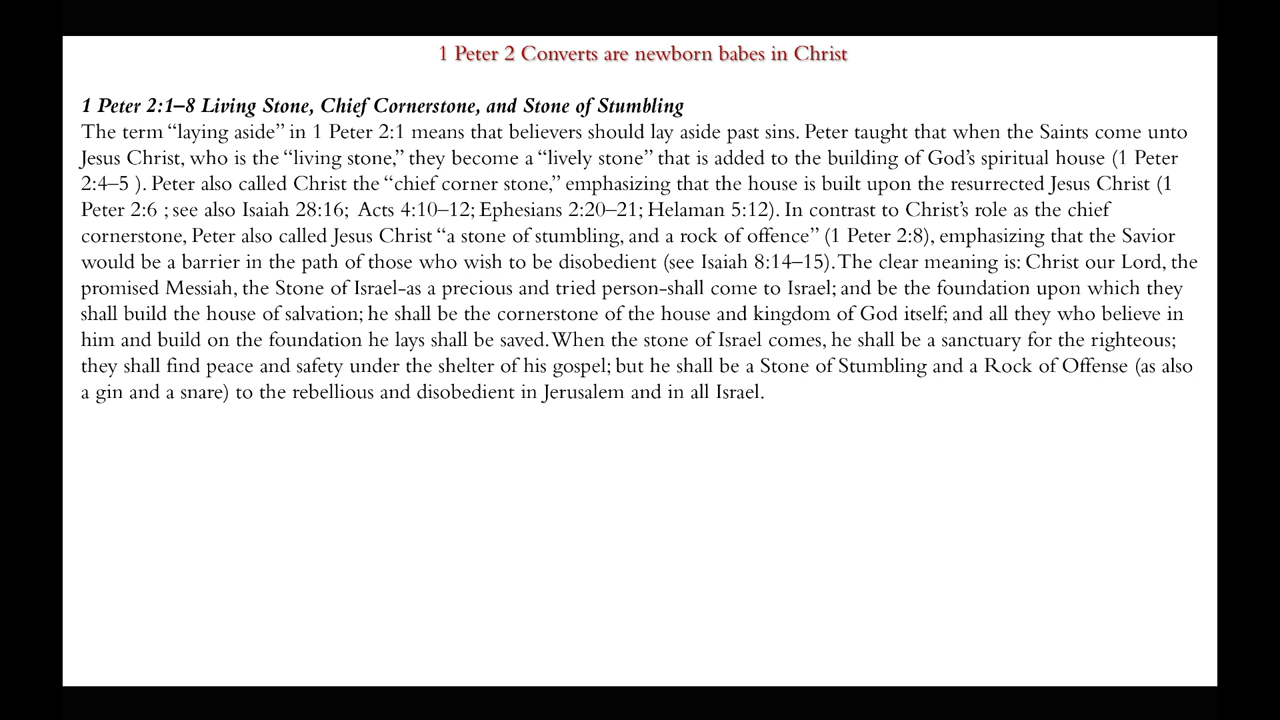 1 Peter 2 Converts are newborn babes in Christ
1 Peter 2:1–8 Living Stone, Chief Cornerstone, and Stone of Stumbling
The term “laying aside” in 1 Peter 2:1 means that believers should lay aside past sins. Peter taught that when the Saints come unto
Jesus Christ, who is the “living stone,” they become a “lively stone” that is added to the building of God’s spiritual house (1 Peter
2:4–5 ). Peter also called Christ the “chief corner stone,” emphasizing that the house is built upon the resurrected Jesus Christ (1
Peter 2:6 ; see also Isaiah 28:16;  Acts 4:10–12; Ephesians 2:20–21; Helaman 5:12). In contrast to Christ’s role as the chief
cornerstone, Peter also called Jesus Christ “a stone of stumbling, and a rock of offence” (1 Peter 2:8), emphasizing that the Savior
would be a barrier in the path of those who wish to be disobedient (see Isaiah 8:14–15). The clear meaning is: Christ our Lord, the
promised Messiah, the Stone of Israel-as a precious and tried person-shall come to Israel; and be the foundation upon which they
shall build the house of salvation; he shall be the cornerstone of the house and kingdom of God itself; and all they who believe in
him and build on the foundation he lays shall be saved. When the stone of Israel comes, he shall be a sanctuary for the righteous;
they shall find peace and safety under the shelter of his gospel; but he shall be a Stone of Stumbling and a Rock of Offense (as also
a gin and a snare) to the rebellious and disobedient in Jerusalem and in all Israel.